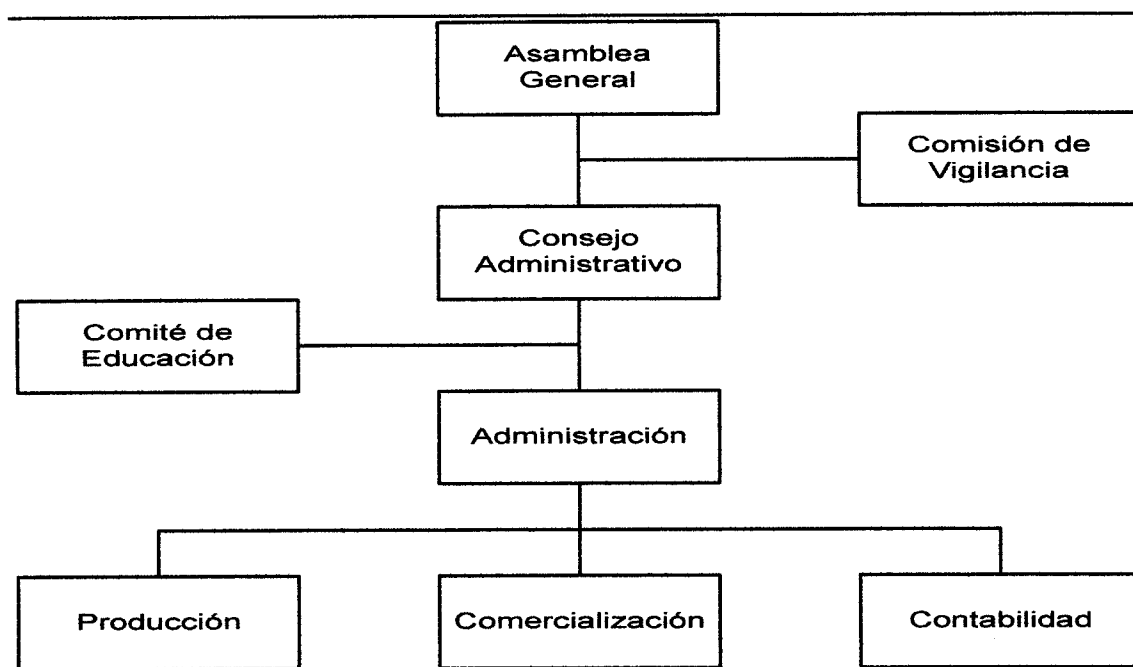 Asamblea
General
Comisión de
Vigilancia
Consejo
Administrativo
Comité de
Educación
Administración
Producción
Comercialización
Contabilidad